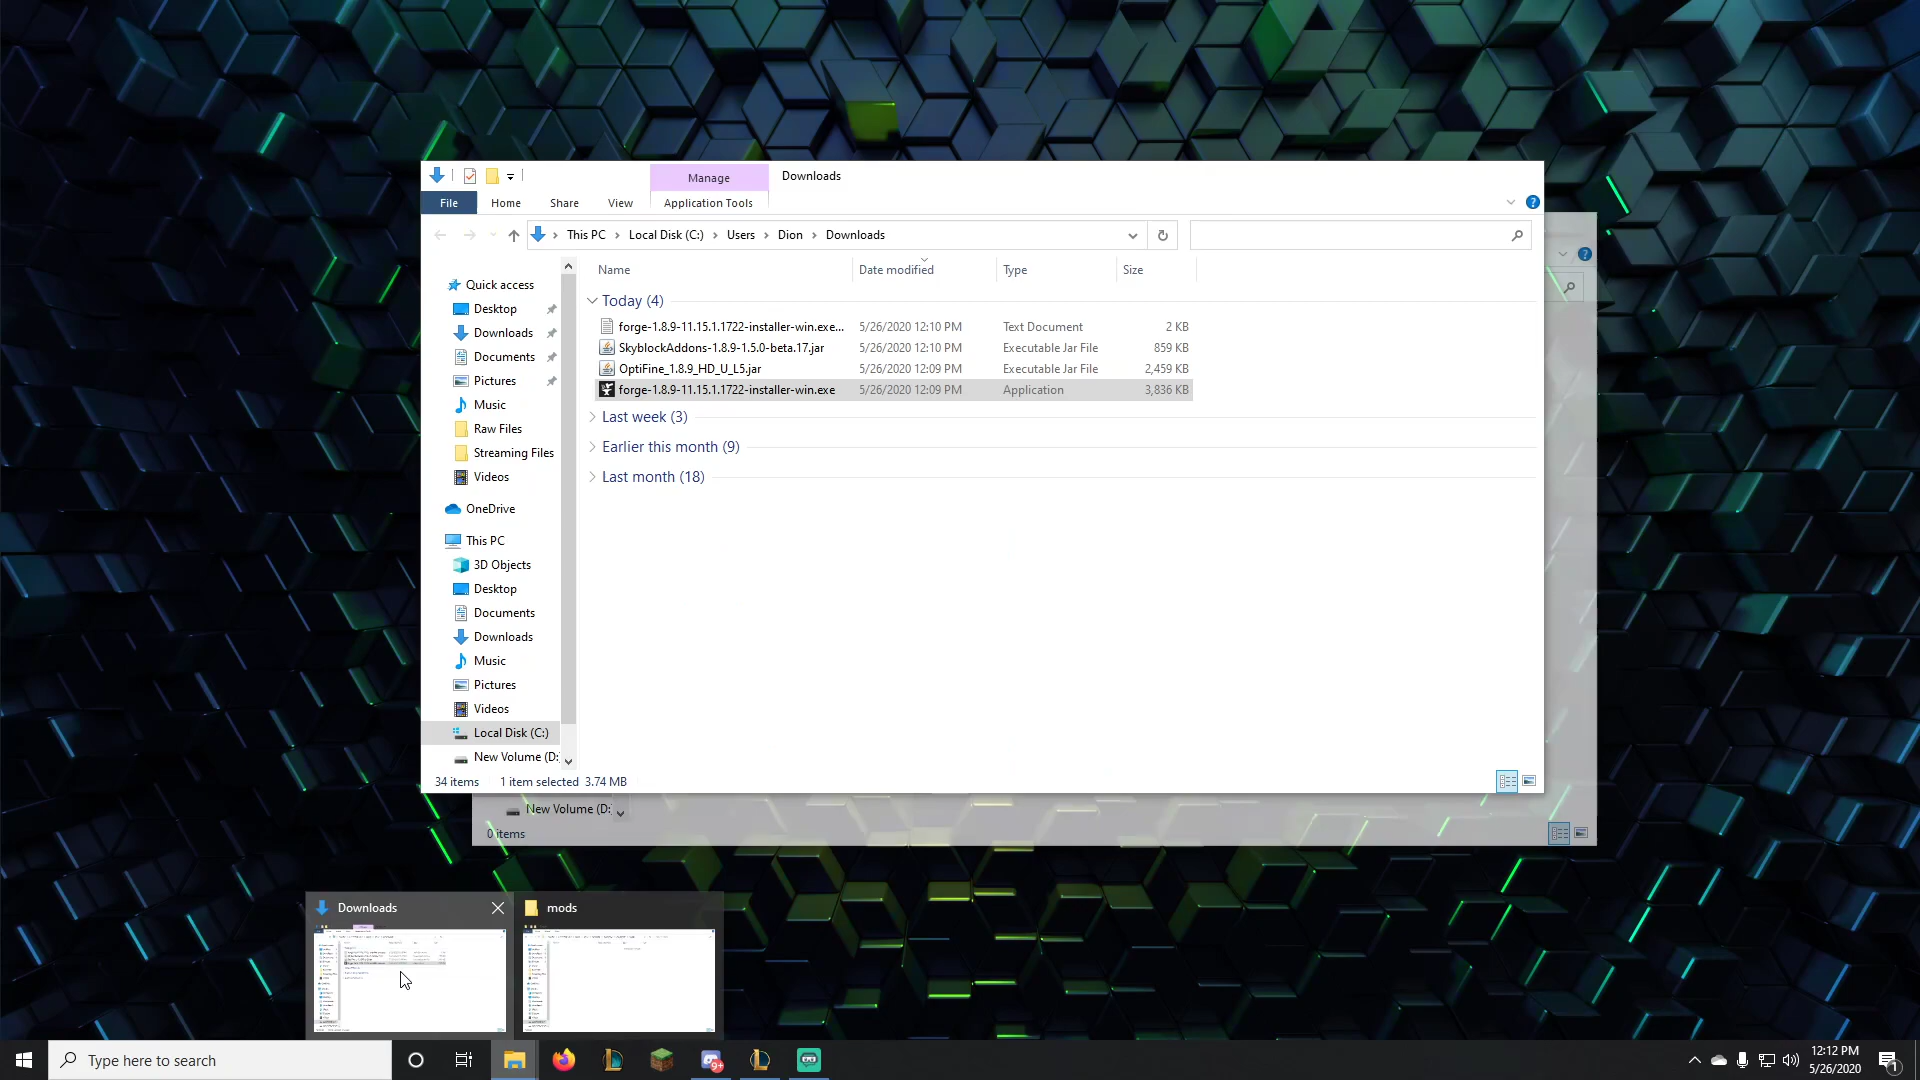 Manage
Downloads
File
Home
Share
View
Application Tools
This PC
Local Disk (C:)
Users
Dion
Downloads
Name
Date modified
Type
Size
Quick access
Desktop
Downloads
Documents
Pictures
Music
Raw Files
Streaming Files
Videos
OneDrive
This PC
3D Objects
Desktop
Documents
Downloads
Music
Pictures
Videos
Local Disk (C:)
New Volume (D:
Today (4)
forge-1.8.9-11.15.1.1722-installer-win.exe... 5/26/2020 12:10 PM Text Document 2 KB
SkyblockAddons-1.8.9-1.5.0-beta.17.jar 5/26/2020 12:10 PM Executable Jar File 859 KB
OptiFine_1.8.9_HD_U_L5.jar 5/26/2020 12:09 PM Executable Jar File 2,459 KB
forge-1.8.9-11.15.1.1722-installer-win.exe 5/26/2020 12:09 PM Application 3,836 KB
Last week (3)
Earlier this month (9)
Last month (18)
34 items 1 item selected 3.74 MB
New Volume (D:
0 items
Downloads
mods
Type here to search
9+
12:12 PM
5/26/2020
1